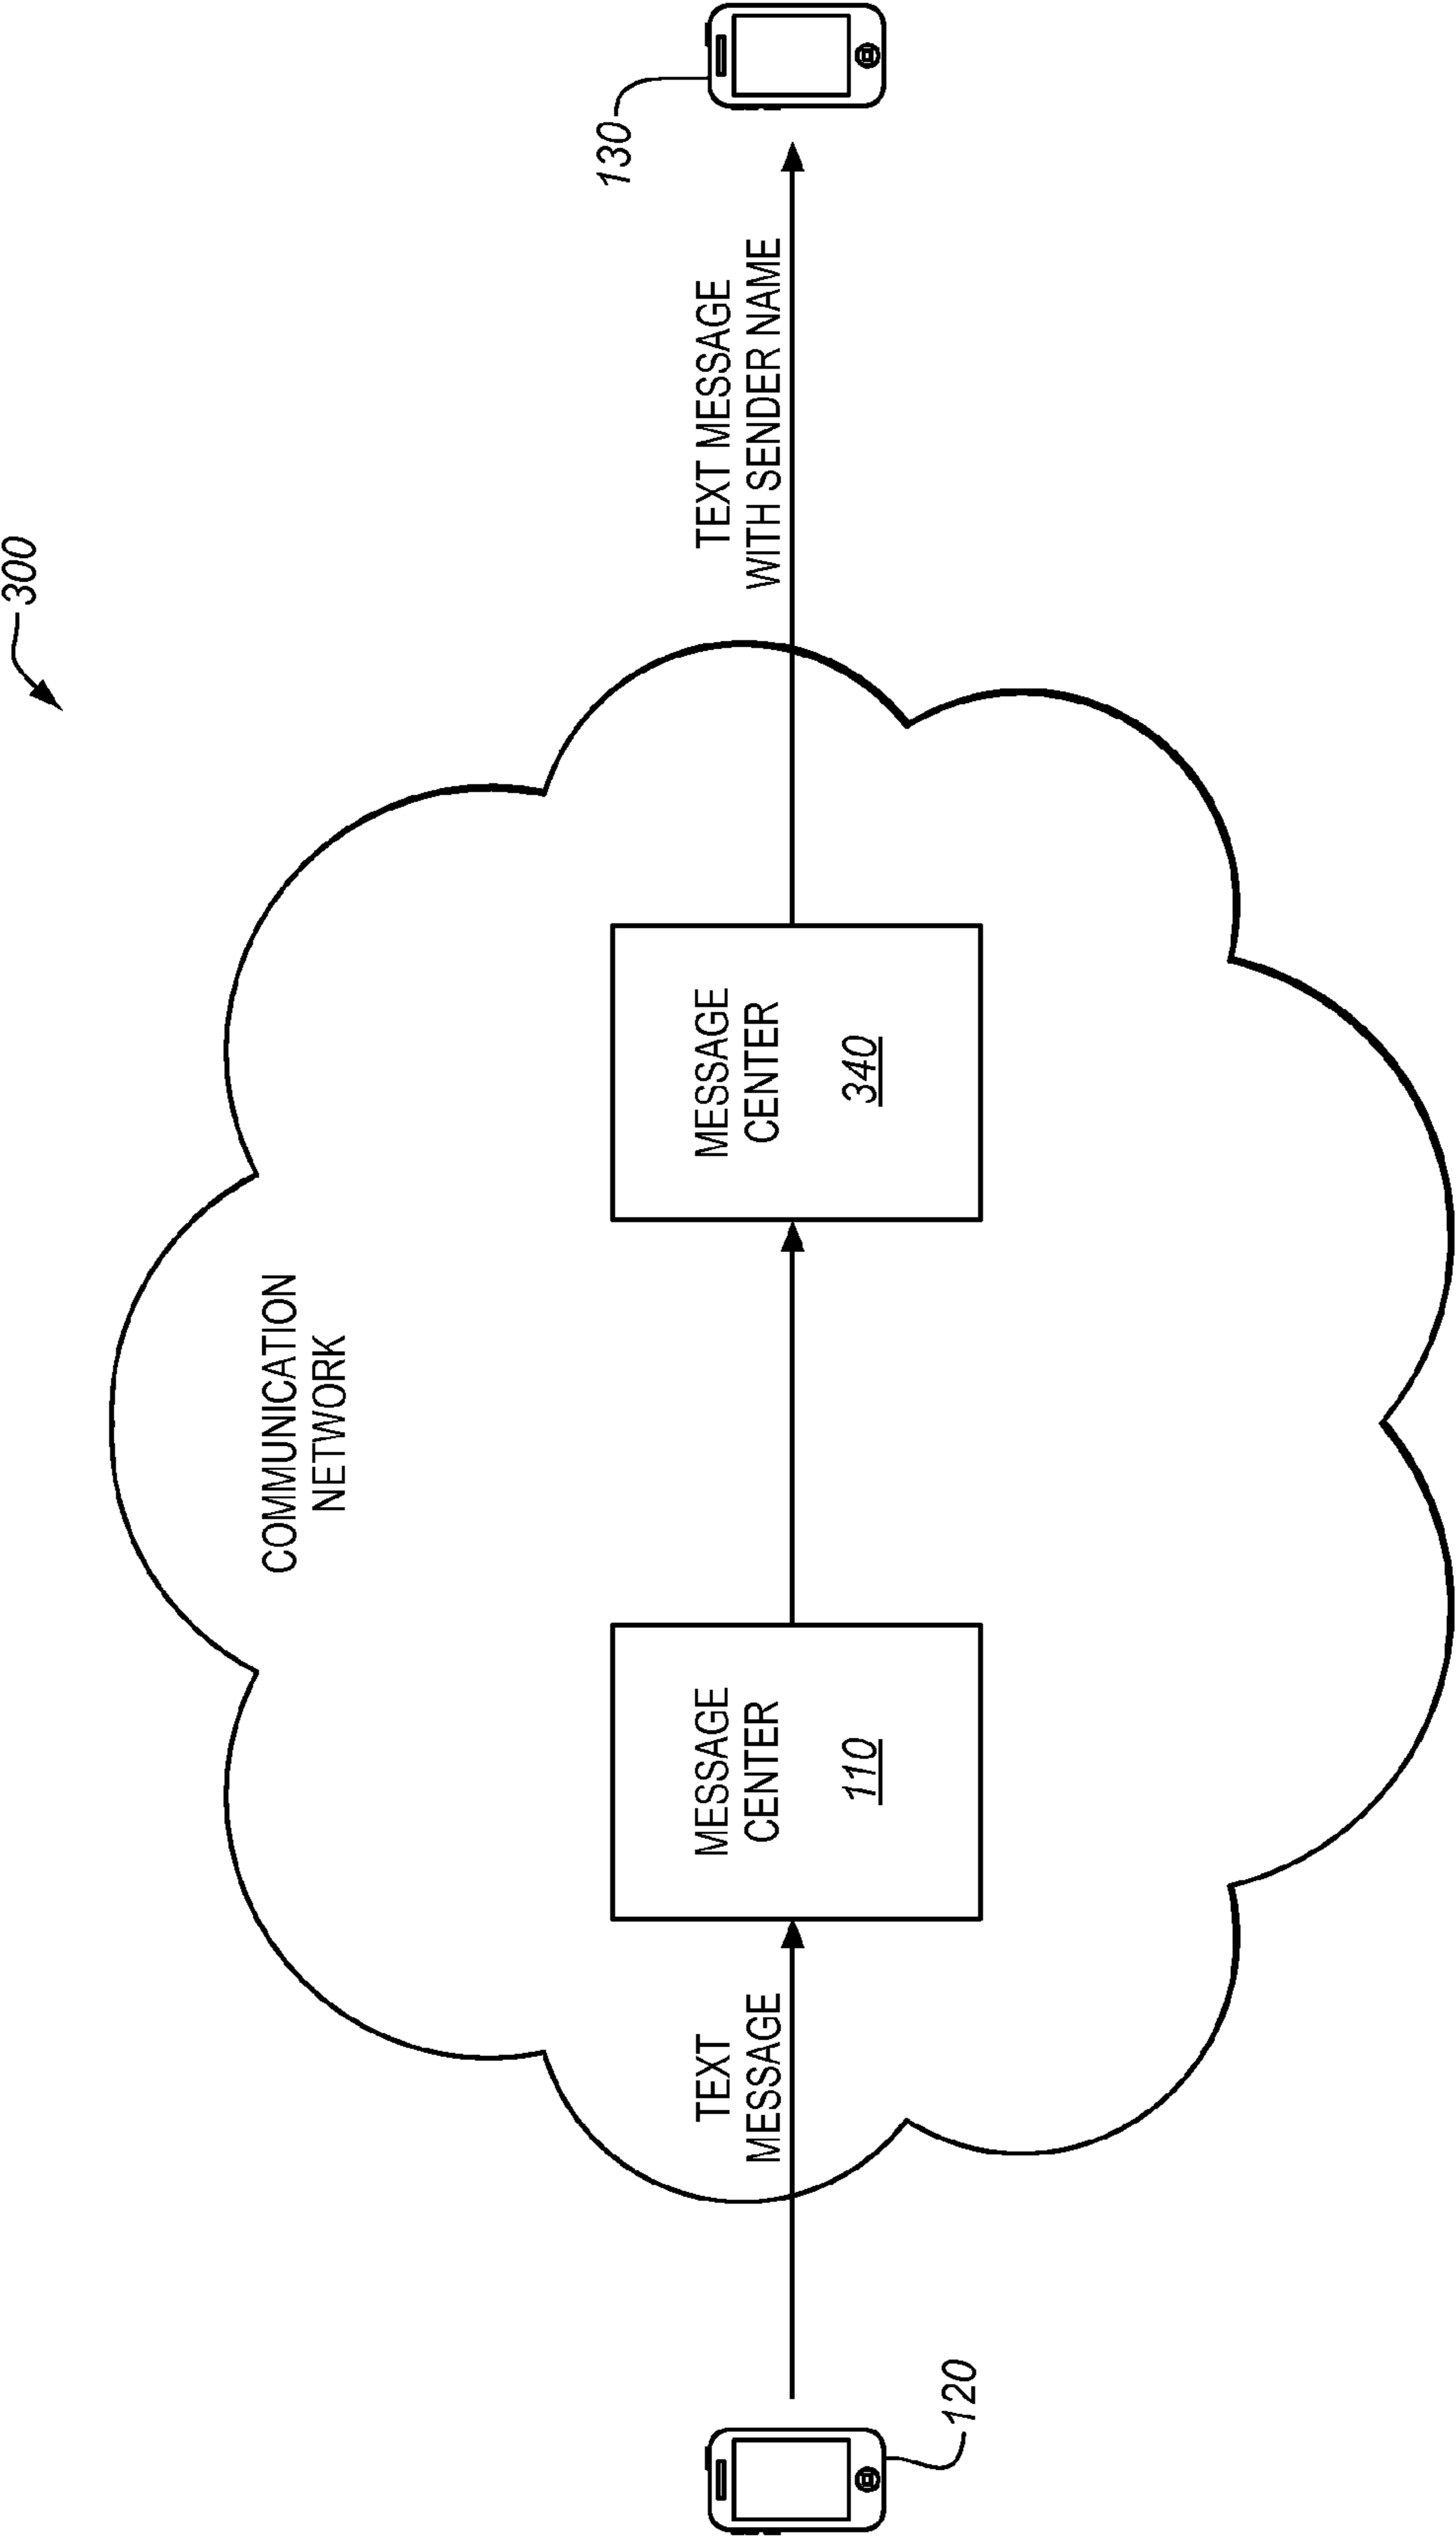 300
COMMUNICATION
NETWORK
TEXT
MESSAGE
MESSAGE
CENTER
110
MESSAGE
CENTER
340
TEXT MESSAGE
WITH SENDER NAME
130
120